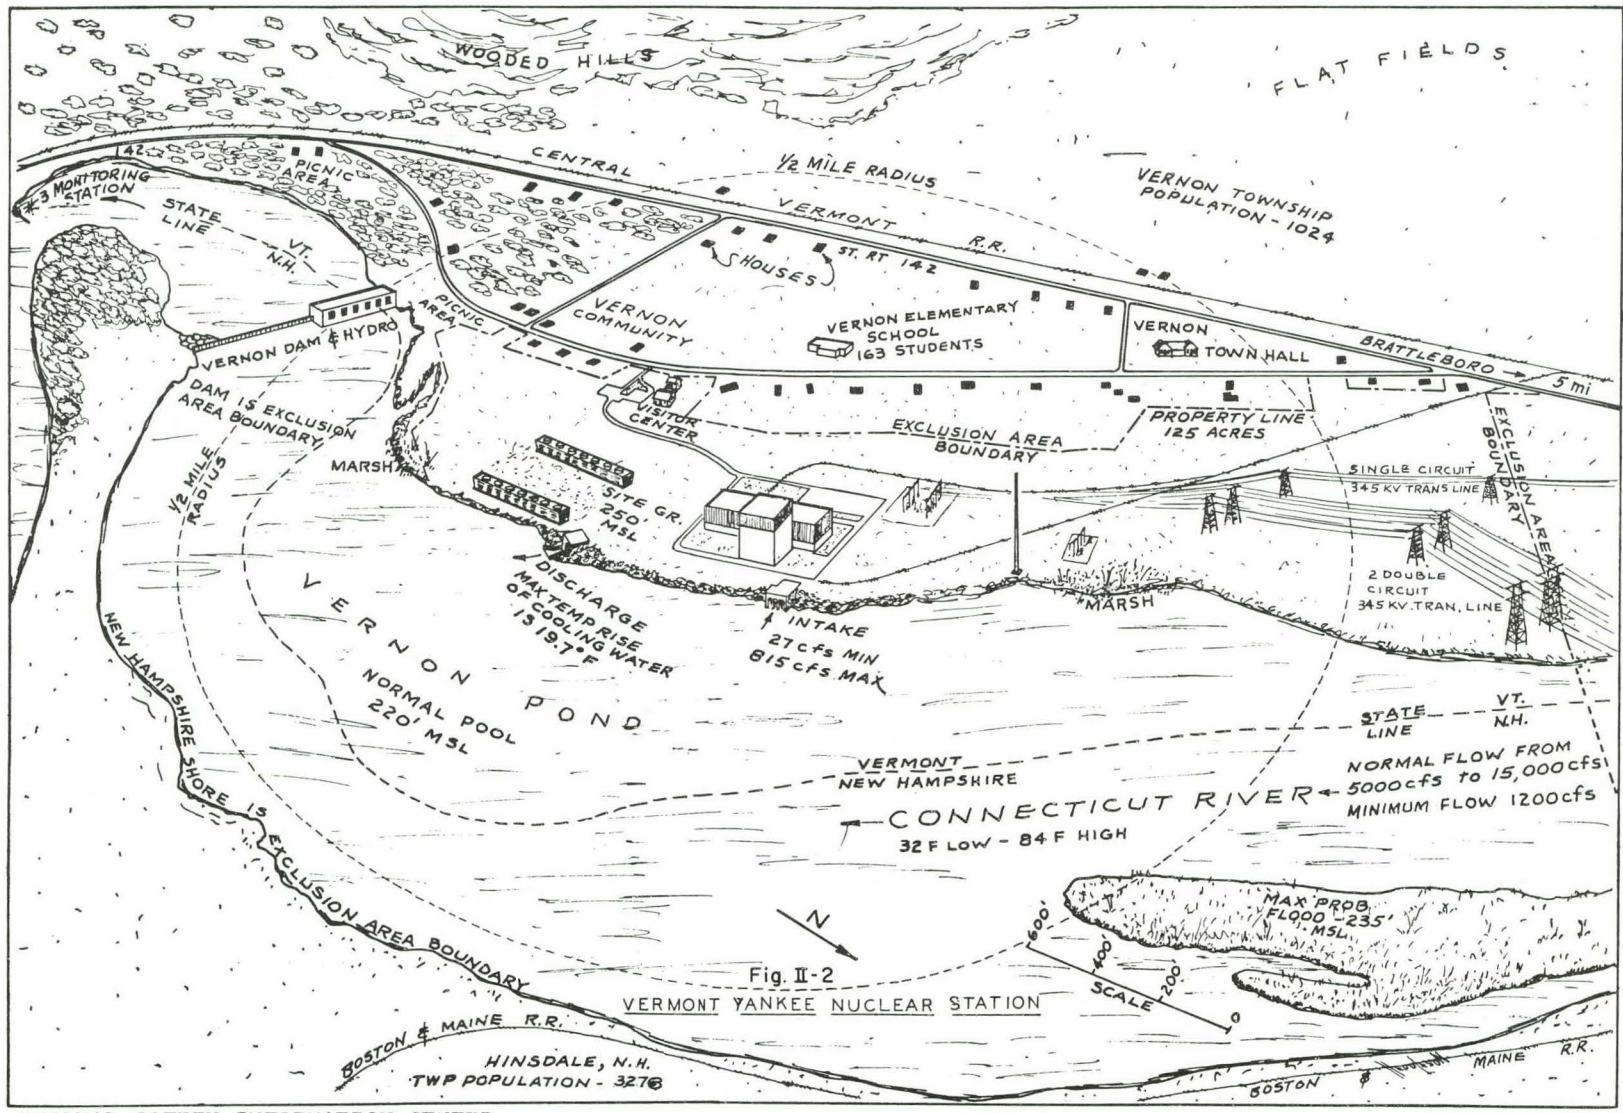 WOODED HILLS
FLAT FIELDS
CENTRAL
VERMONT
R.R.
1/2 MILE RADIUS
VERNON TOWNSHIP
POPULATION - 1024
142
PICNIC
AREA
#3 MONITORING
STATION
STATE
LINE
VT.
N.H.
HOUSES
ST. RT 142
PICNIC
AREA
VERNON
COMMUNITY
VERNON ELEMENTARY
SCHOOL
163 STUDENTS
VERNON
TOWN HALL
BRATTLEBORO
5 mi
VERNON DAM & HYDRO
DAM IS EXCLUSION
AREA BOUNDARY
1/2 MILE
RADIUS
MARSH
VISITOR
CENTER
EXCLUSION AREA
BOUNDARY
PROPERTY LINE
125 ACRES
EXCLUSION AREA
BOUNDARY
SINGLE CIRCUIT
345 KV TRANS LINE
SITE GR.
250'
MSL
2 DOUBLE
CIRCUIT
345 KV. TRAN. LINE
MARSH
DISCHARGE
MAX TEMP RISE
OF COOLING WATER
IS 19.7°F
INTAKE
27 cfs MIN
815 cfs MAX
VERNON POND
NORMAL POOL
220' MSL
STATE
LINE
VT.
N.H.
VERMONT
NEW HAMPSHIRE
NORMAL FLOW FROM
5000 cfs to 15,000 cfs
MINIMUM FLOW 1200 cfs
CONNECTICUT RIVER
32 F LOW - 84 F HIGH
NEW HAMPSHIRE SHORE IS EXCLUSION AREA BOUNDARY
MAX PROB
FLOOD - 235'
MSL
N
600'
400'
200'
0
SCALE
Fig. II-2
VERMONT YANKEE NUCLEAR STATION
BOSTON & MAINE R.R.
HINSDALE, N.H.
TWP POPULATION - 3276
BOSTON & MAINE R.R.